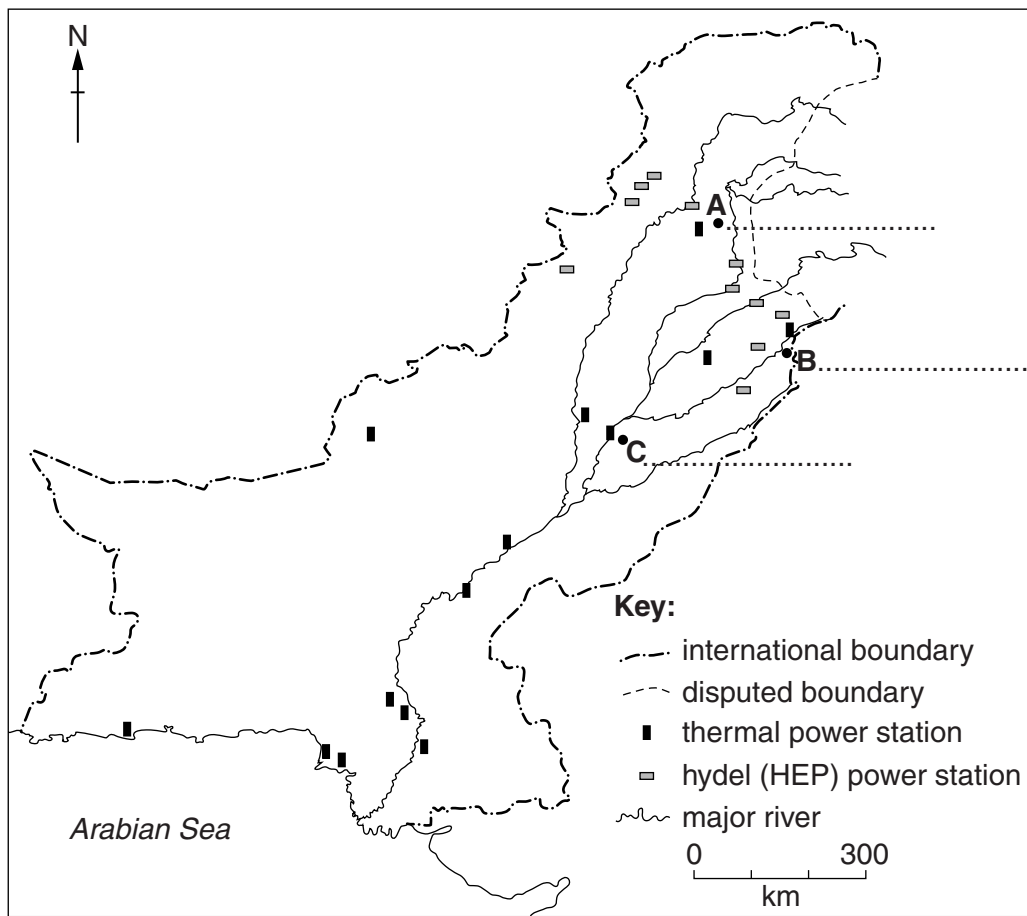 N
A
B
C
Key:
international boundary
disputed boundary
thermal power station
hydel (HEP) power station
major river
Arabian Sea
0 300
km